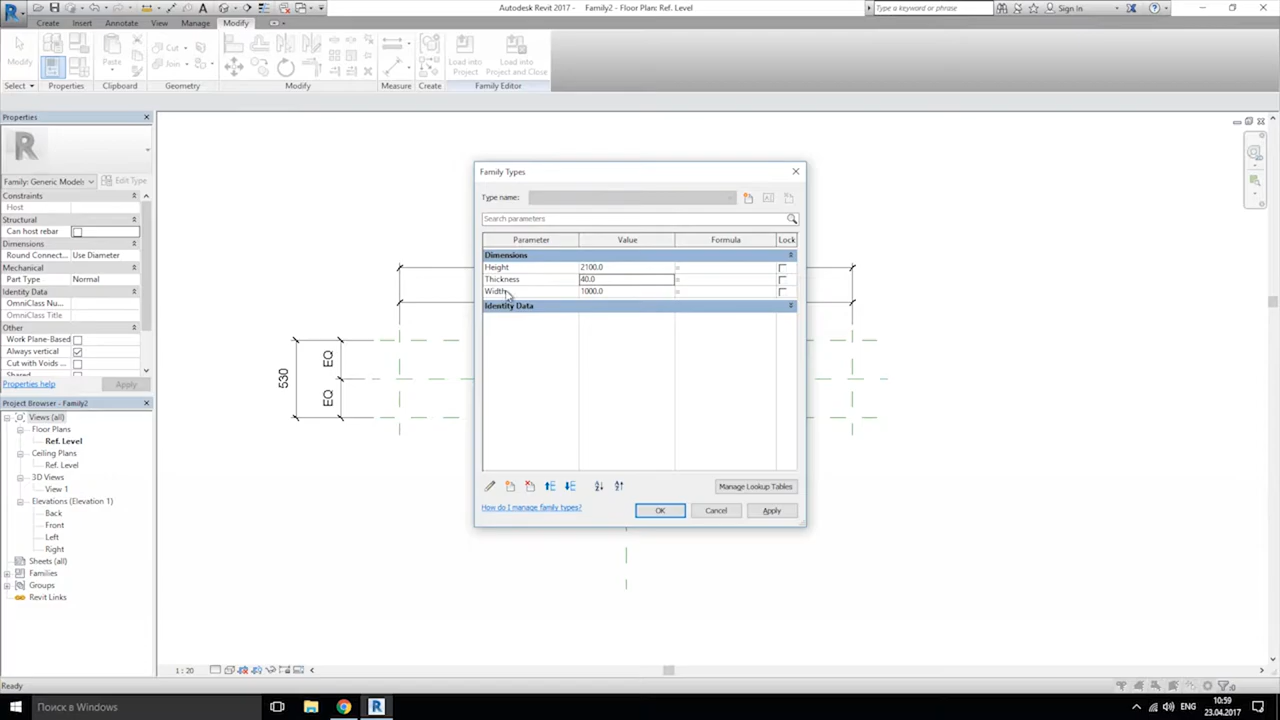 Autodesk Revit 2017 - Family2 - Floor Plan: Ref. Level
Type a keyword or phrase
Sign In
Create Insert Annotate View Manage Modify
Modify
Paste
Cut
Join
Load into Project
Load into Project and Close
Select Properties Clipboard Geometry Modify Measure Create Family Editor
Properties
R
Family: Generic Models
Edit Type
Constraints
Host
Structural
Can host rebar
Dimensions
Round Connect... Use Diameter
Mechanical
Part Type Normal
Identity Data
OmniClass Nu...
OmniClass Title
Other
Work Plane-Based
Always vertical
Cut with Voids ...
Shared
Properties help
Apply
Project Browser - Family2
Views (all)
Floor Plans
Ref. Level
Ceiling Plans
Ref. Level
3D Views
View 1
Elevations (Elevation 1)
Back
Front
Left
Right
Sheets (all)
Families
Groups
Revit Links
530
EQ
EQ
Family Types
Type name:
Search parameters
Parameter Value Formula Lock
Dimensions
Height 2100.0 =
Thickness 40.0 =
Width 1000.0 =
Identity Data
Manage Lookup Tables
How do I manage family types?
OK Cancel Apply
1 : 20
Ready
:0
Поиск в Windows
ENG
10:59
23.04.2017